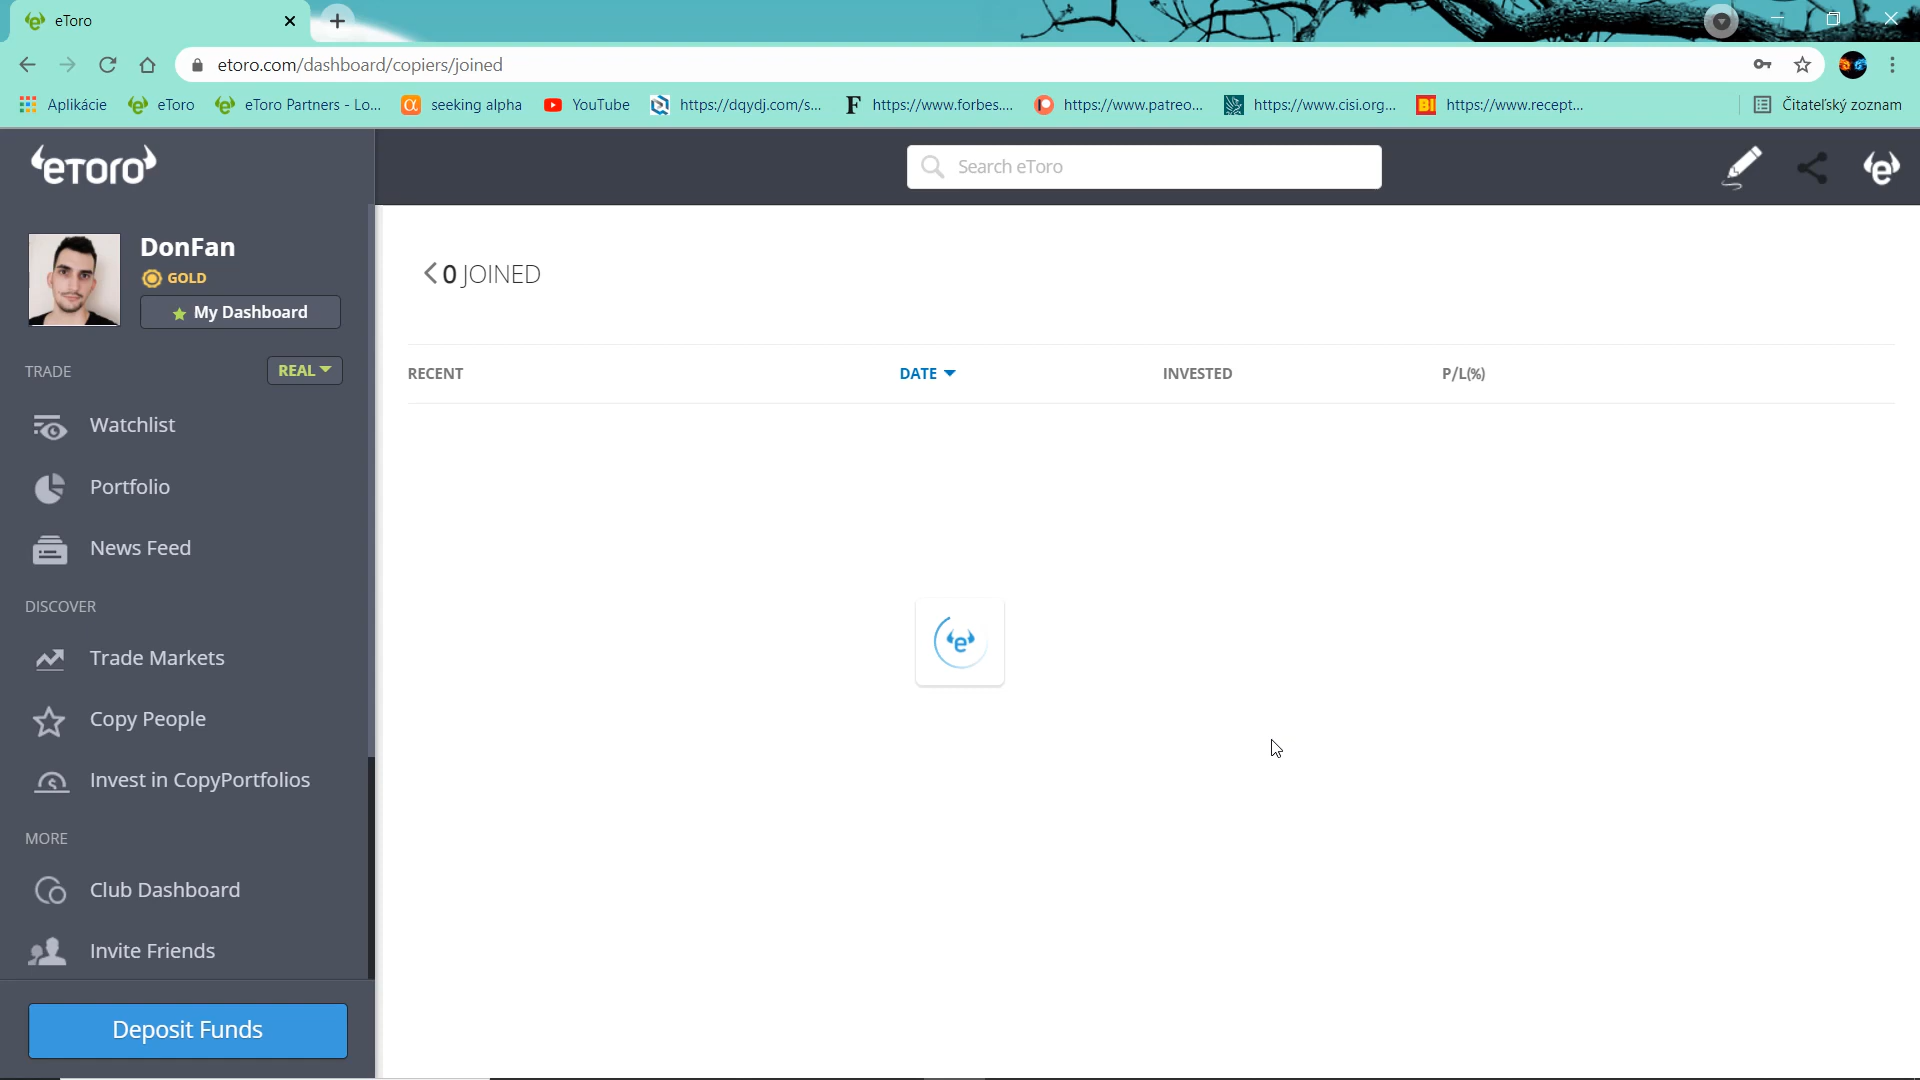 eToro
etoro.com/dashboard/copiers/joined
Aplikácie
eToro
eToro Partners - Lo...
seeking alpha
YouTube
https://dqydj.com/s...
https://www.forbes....
https://www.patreo...
https://www.cisi.org...
https://www.recept...
Čitateľský zoznam
eToro
Search eToro
DonFan
GOLD
My Dashboard
TRADE
REAL
Watchlist
Portfolio
News Feed
DISCOVER
Trade Markets
Copy People
Invest in CopyPortfolios
MORE
Club Dashboard
Invite Friends
Deposit Funds
0 JOINED
RECENT
DATE
INVESTED
P/L(%)